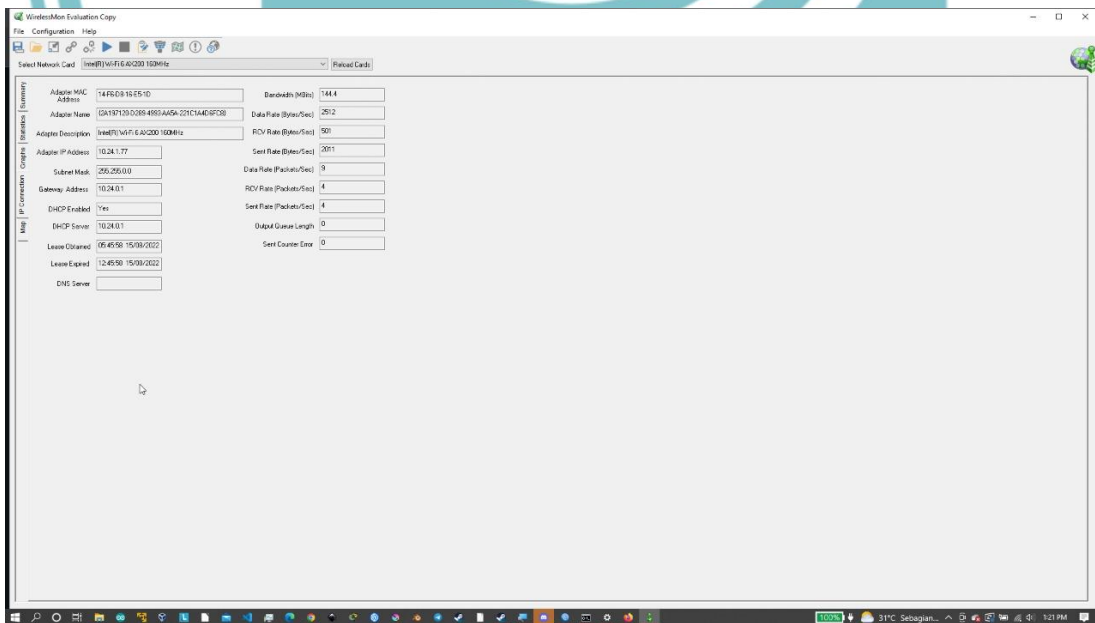 WirelessMon Evaluation Copy
File Configuration Help
Select Network Card Intel(R) Wi-Fi 6 AX200 160MHz Reload Cards
Summary
Statistics
Graphs
IP Connection
Map
Adapter MAC Address 14-F6-D8-16-E5-1D
Adapter Name
Adapter Description Intel(R) Wi-Fi 6 AX200 160MHz
Adapter IP Address 10.24.1.77
Subnet Mask 255.255.0.0
Gateway Address 10.24.0.1
DHCP Enabled Yes
DHCP Server 10.24.0.1
Lease Obtained 05:45:58 15/08/2022
Lease Expired 12:45:58 15/08/2022
DNS Server
Bandwidth (MBits) 144.4
Data Rate (Bytes/Sec) 2512
RCV Rate (Bytes/Sec) 501
Sent Rate (Bytes/Sec) 2011
Data Rate (Packets/Sec) 9
RCV Rate (Packets/Sec) 4
Sent Rate (Packets/Sec) 4
Output Queue Length 0
Sent Counter Error 0
100% 31°C Sebagian... 1:21 PM